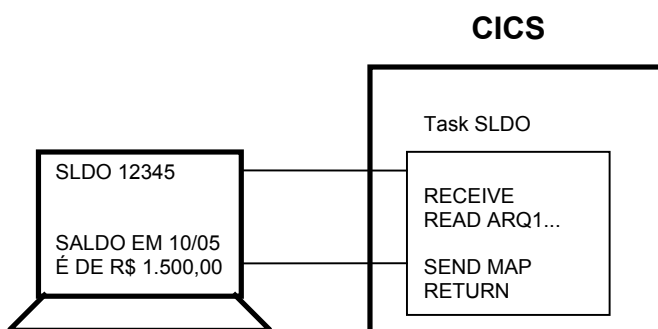 CICS
Task SLDO
SLDO 12345
RECEIVE
READ ARQ1...
SALDO EM 10/05
É DE R$ 1.500,00
SEND MAP
RETURN